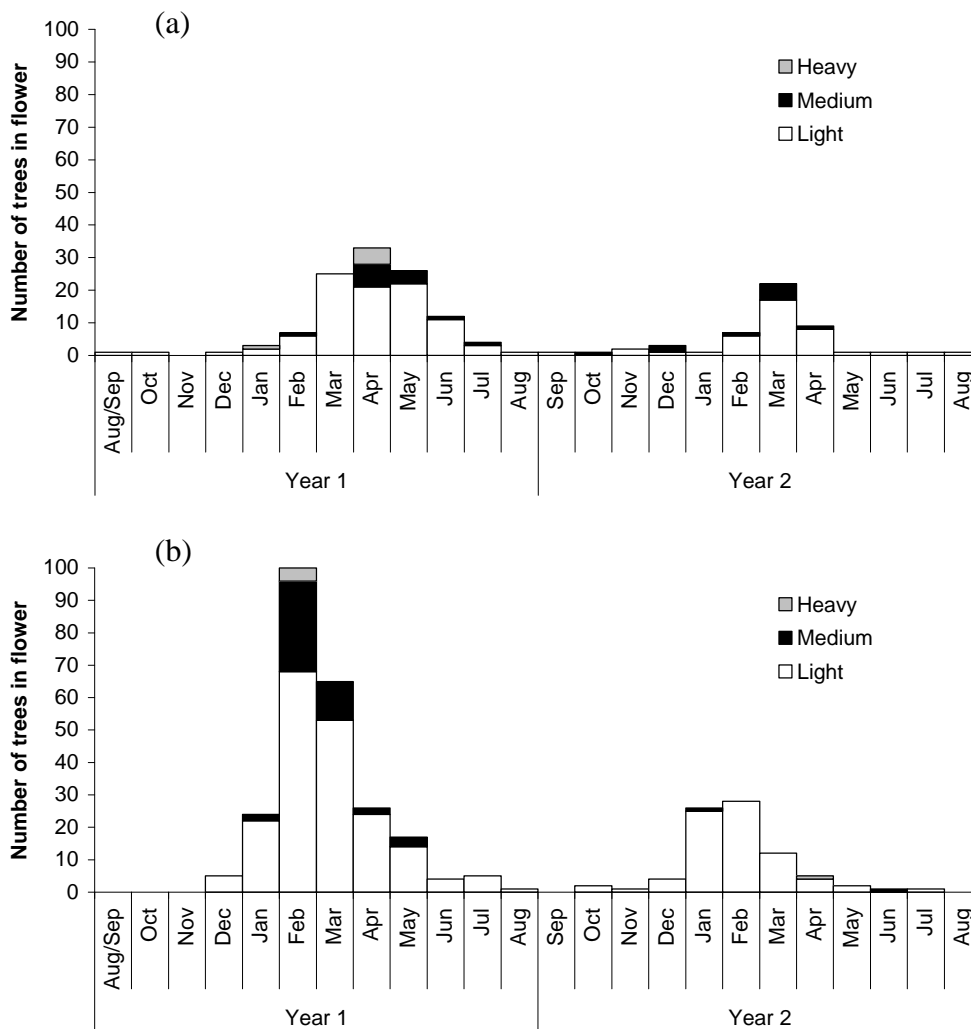 (a)
Number of trees in flower
100
90
80
70
60
50
40
30
20
10
0
Heavy
Medium
Light
Aug/Sep Oct Nov Dec Jan Feb Mar Apr May Jun Jul Aug Sep Oct Nov Dec Jan Feb Mar Apr May Jun Jul Aug
Year 1 Year 2
(b)
Number of trees in flower
100
90
80
70
60
50
40
30
20
10
0
Heavy
Medium
Light
Aug/Sep Oct Nov Dec Jan Feb Mar Apr May Jun Jul Aug Sep Oct Nov Dec Jan Feb Mar Apr May Jun Jul Aug
Year 1 Year 2